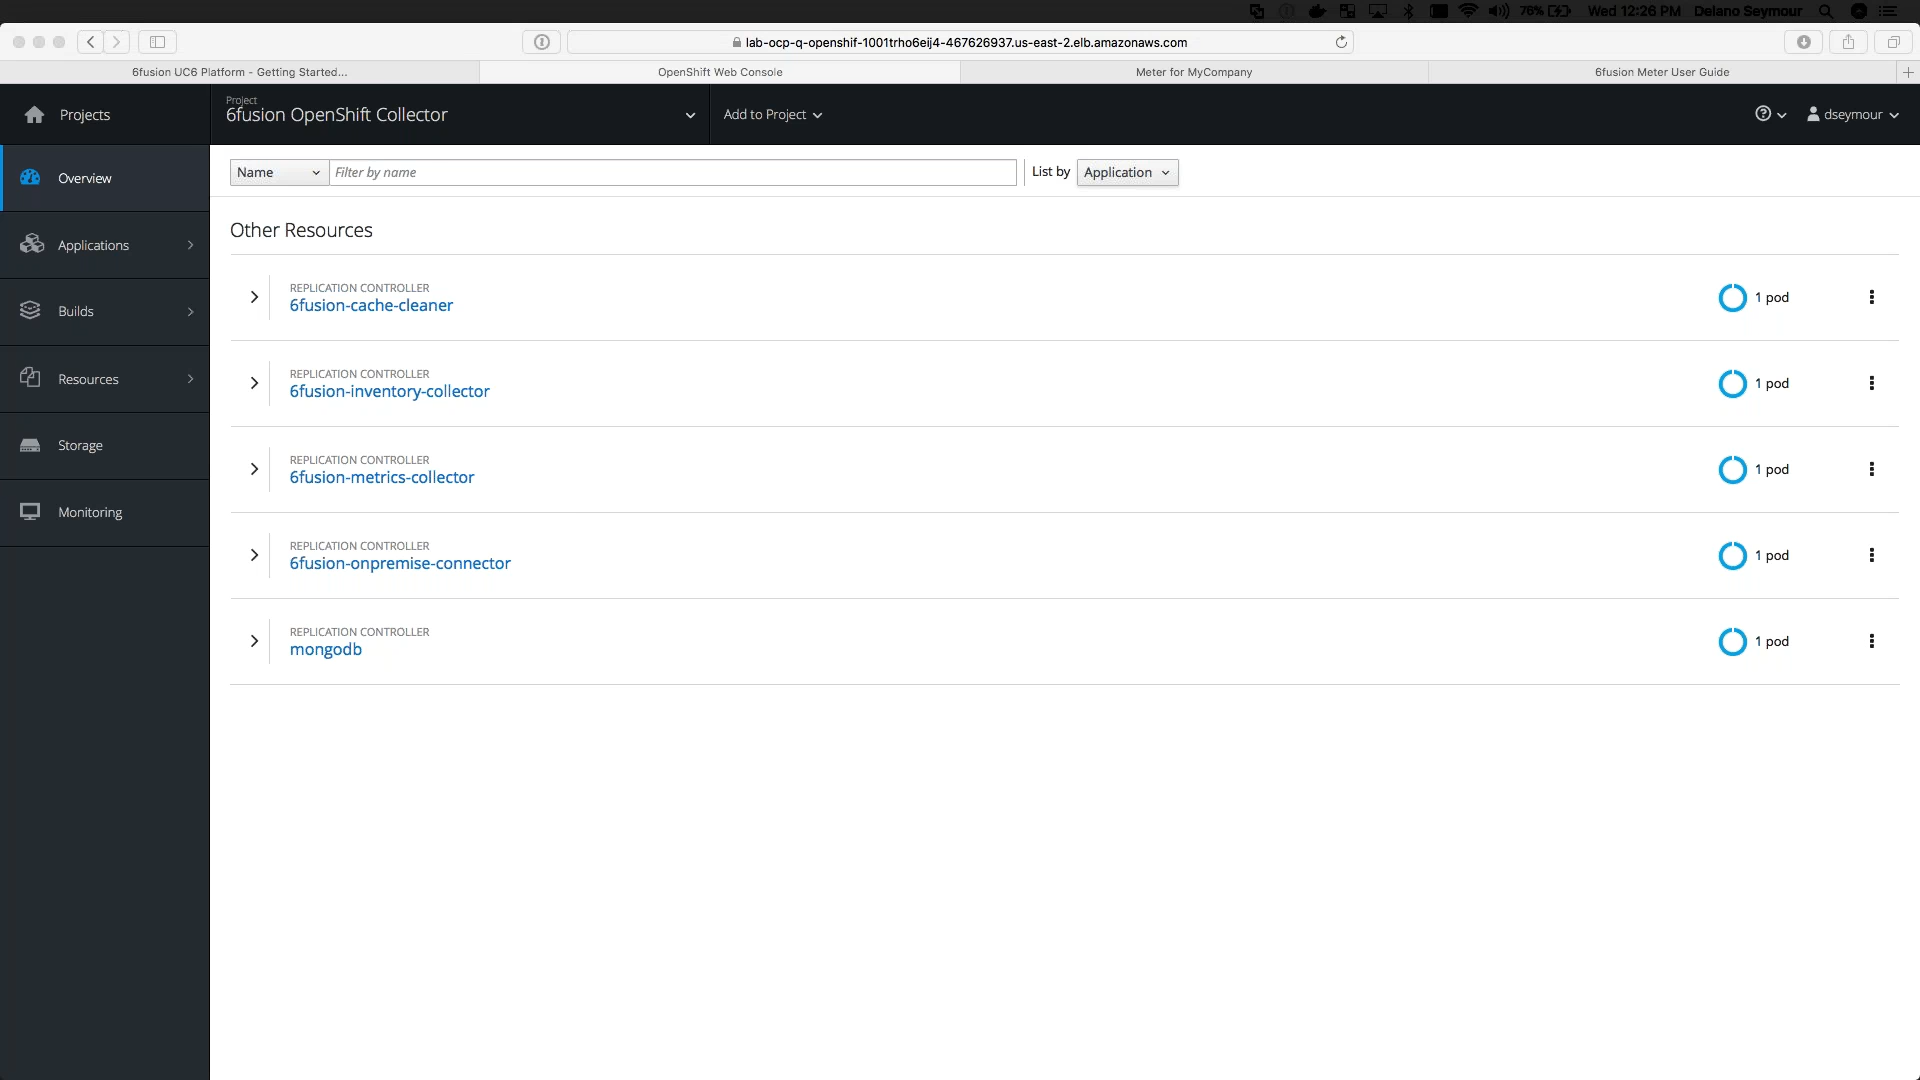 76% Wed 12:26 PM Delano Seymour
lab-ocp-q-openshif-1001trho6eij4-467626937.us-east-2.elb.amazonaws.com
6fusion UC6 Platform - Getting Started...
OpenShift Web Console
Meter for MyCompany
6fusion Meter User Guide
Projects
Project
6fusion OpenShift Collector
Add to Project
dseymour
Overview
Applications
Builds
Resources
Storage
Monitoring
Name
Filter by name
List by
Application
Other Resources
REPLICATION CONTROLLER
6fusion-cache-cleaner
1 pod
REPLICATION CONTROLLER
6fusion-inventory-collector
1 pod
REPLICATION CONTROLLER
6fusion-metrics-collector
1 pod
REPLICATION CONTROLLER
6fusion-onpremise-connector
1 pod
REPLICATION CONTROLLER
mongodb
1 pod